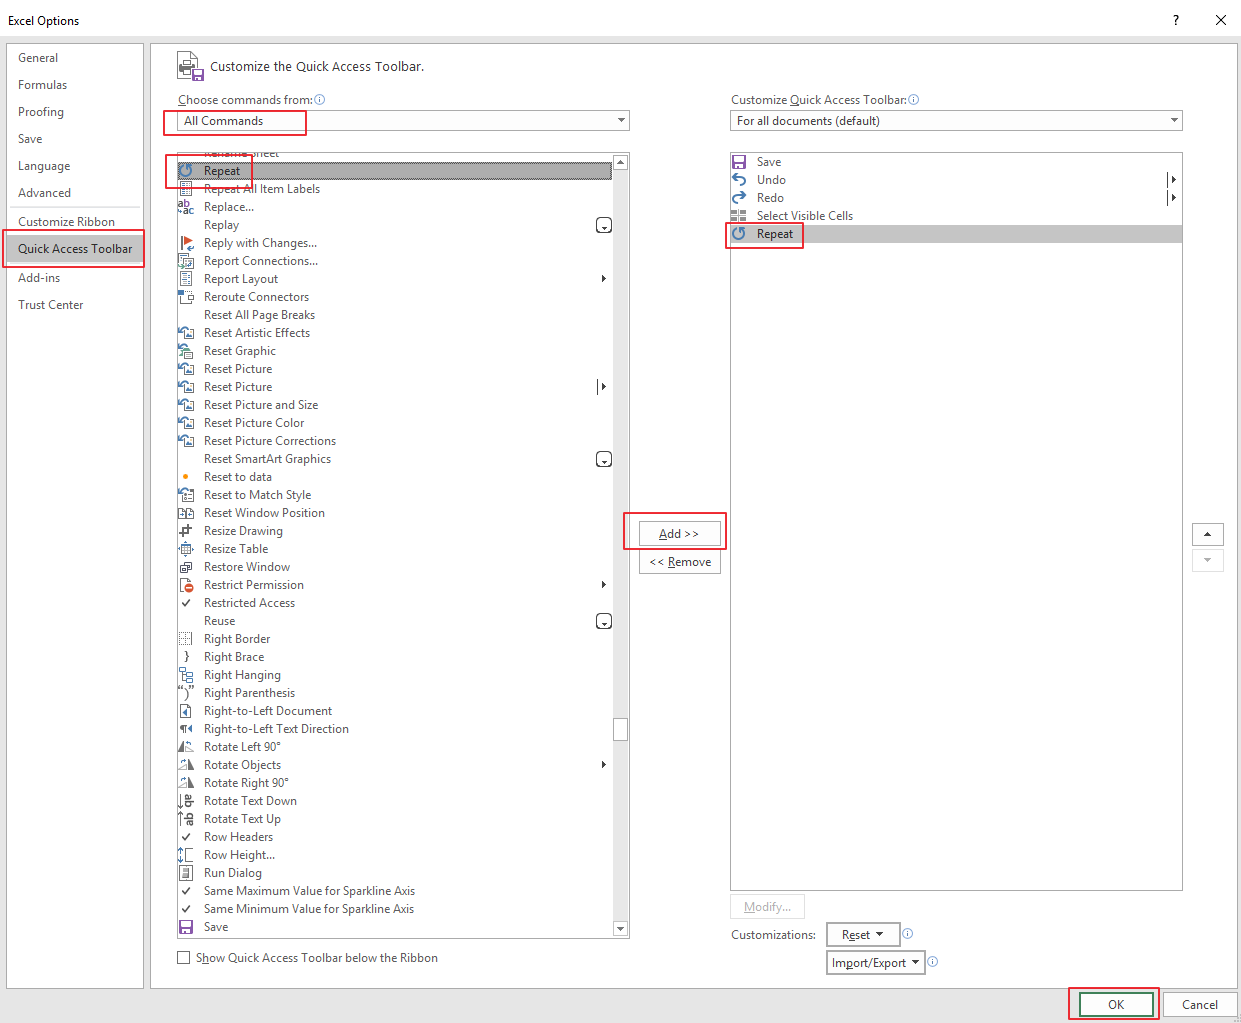 Excel Options
?
General
Formulas
Proofing
Save
Language
Advanced
Customize Ribbon
Quick Access Toolbar
Add-ins
Trust Center
Customize the Quick Access Toolbar.
Choose commands from:
All Commands
Rename Sheet
Repeat
Repeat All Item Labels
Replace...
Replay
Reply with Changes...
Report Connections...
Report Layout
Reroute Connectors
Reset All Page Breaks
Reset Artistic Effects
Reset Graphic
Reset Picture
Reset Picture
Reset Picture and Size
Reset Picture Color
Reset Picture Corrections
Reset SmartArt Graphics
Reset to data
Reset to Match Style
Reset Window Position
Resize Drawing
Resize Table
Restore Window
Restrict Permission
Restricted Access
Reuse
Right Border
Right Brace
Right Hanging
Right Parenthesis
Right-to-Left Document
Right-to-Left Text Direction
Rotate Left 90°
Rotate Objects
Rotate Right 90°
Rotate Text Down
Rotate Text Up
Row Headers
Row Height...
Run Dialog
Same Maximum Value for Sparkline Axis
Same Minimum Value for Sparkline Axis
Save
Show Quick Access Toolbar below the Ribbon
Add >>
<< Remove
Customize Quick Access Toolbar:
For all documents (default)
Save
Undo
Redo
Select Visible Cells
Repeat
Modify...
Customizations:
Reset
Import/Export
OK
Cancel